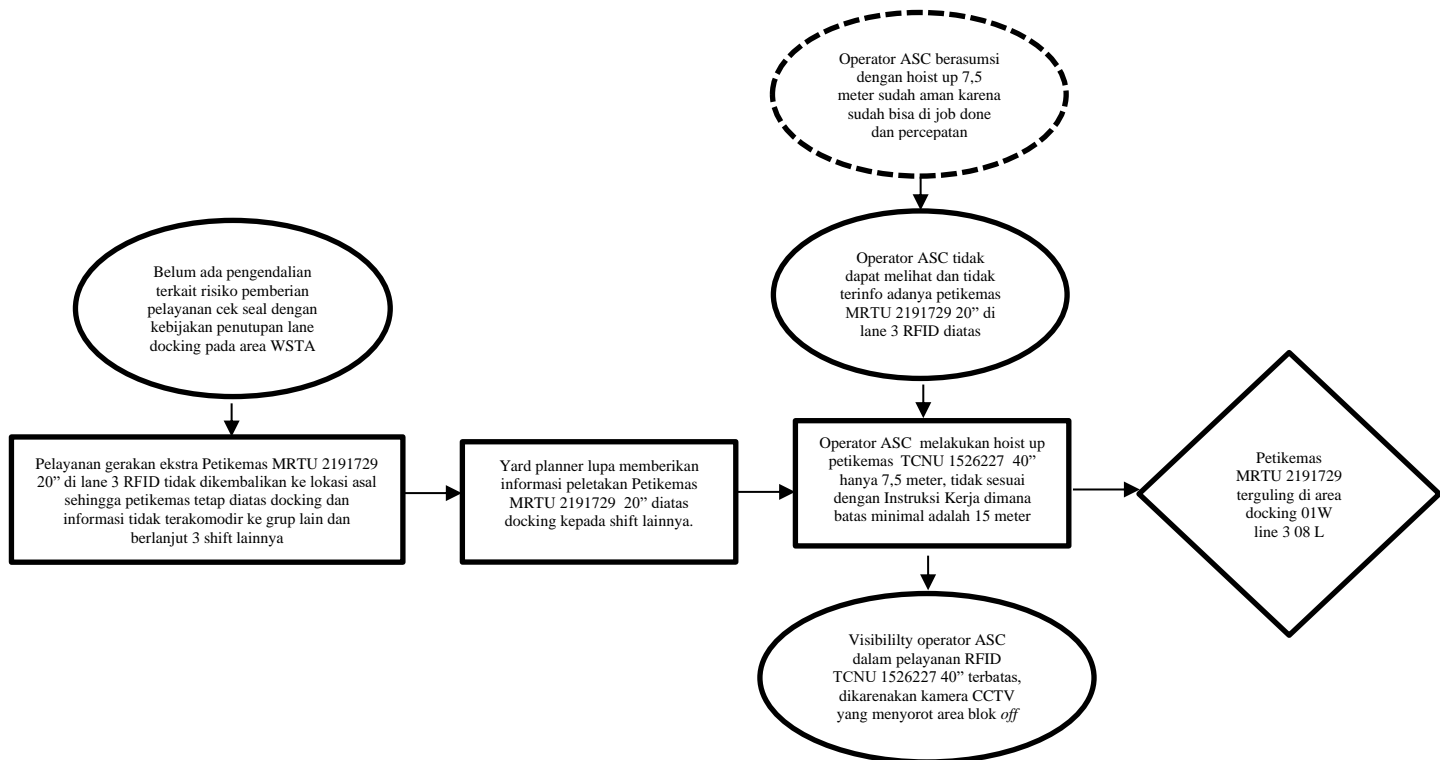 Operator ASC berasumsi
dengan hoist up 7,5
meter sudah aman karena
sudah bisa di job done
dan percepatan
Belum ada pengendalian
terkait risiko pemberian
pelayanan cek seal dengan
kebijakan penutupan lane
docking pada area WSTA
Operator ASC tidak
dapat melihat dan tidak
terinfo adanya petikemas
MRTU 2191729 20” di
lane 3 RFID diatas
Pelayanan gerakan ekstra Petikemas MRTU 2191729
20” di lane 3 RFID tidak dikembalikan ke lokasi asal
sehingga petikemas tetap diatas docking dan
informasi tidak terakomodir ke grup lain dan
berlanjut 3 shift lainnya
Yard planner lupa memberikan
informasi peletakan Petikemas
MRTU 2191729 20” diatas
docking kepada shift lainnya.
Operator ASC melakukan hoist up
petikemas TCNU 1526227 40”
hanya 7,5 meter, tidak sesuai
dengan Instruksi Kerja dimana
batas minimal adalah 15 meter
Petikemas
MRTU 2191729
terguling di area
docking 01W
line 3 08 L
Visibililty operator ASC
dalam pelayanan RFID
TCNU 1526227 40” terbatas,
dikarenakan kamera CCTV
yang menyorot area blok off